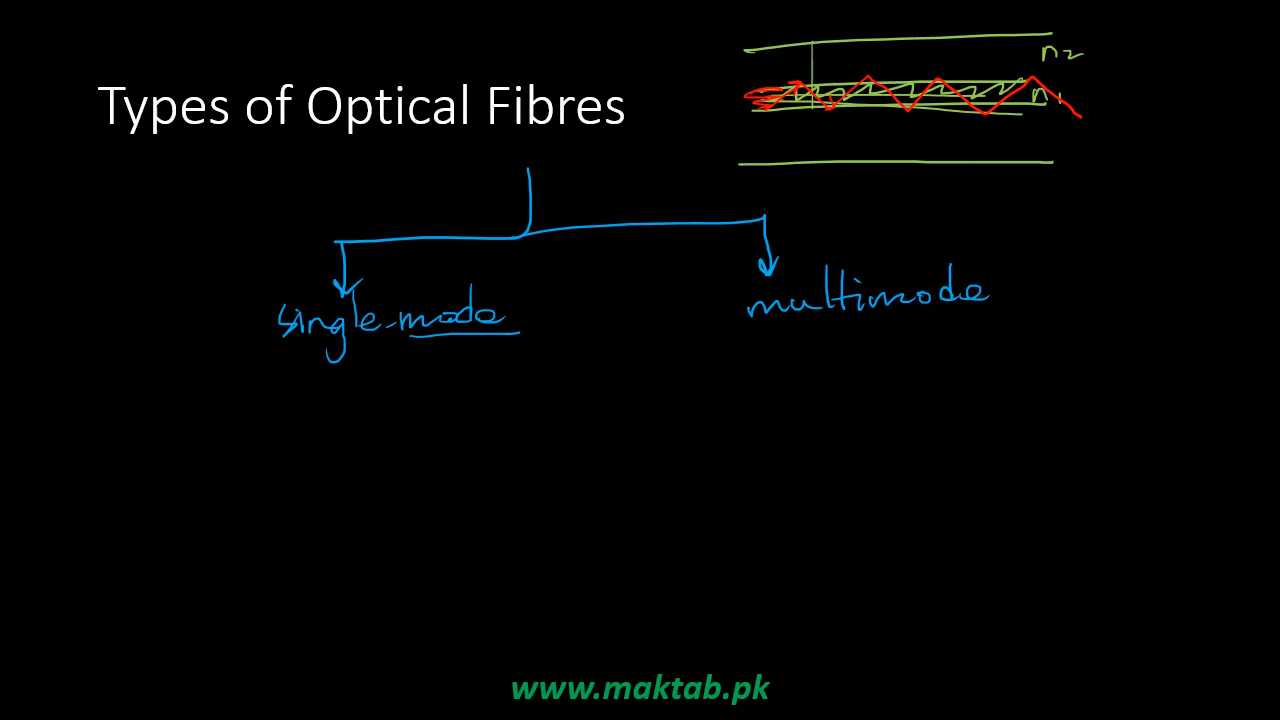 n2
Types of Optical Fibres
n1
single-mode
multimode
www.maktab.pk